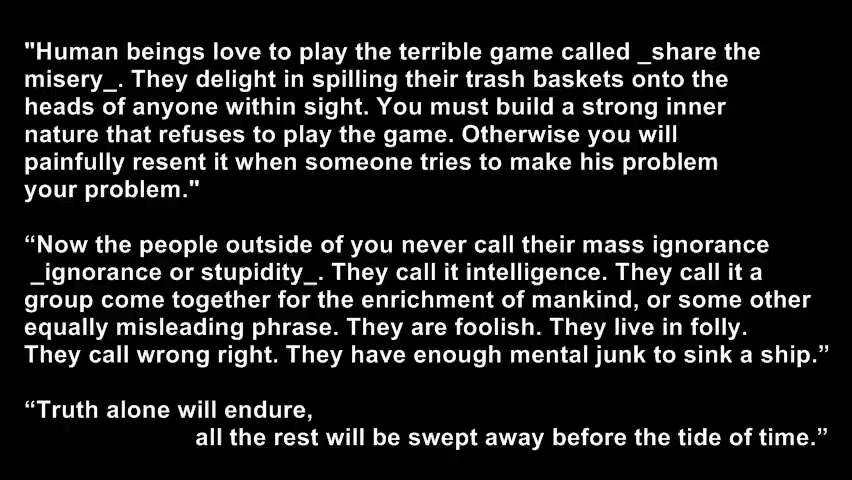 "Human beings love to play the terrible game called _share the
misery_. They delight in spilling their trash baskets onto the
heads of anyone within sight. You must build a strong inner
nature that refuses to play the game. Otherwise you will
painfully resent it when someone tries to make his problem
your problem."
“Now the people outside of you never call their mass ignorance
_ignorance or stupidity_. They call it intelligence. They call it a
group come together for the enrichment of mankind, or some other
equally misleading phrase. They are foolish. They live in folly.
They call wrong right. They have enough mental junk to sink a ship.”
“Truth alone will endure,
all the rest will be swept away before the tide of time.”